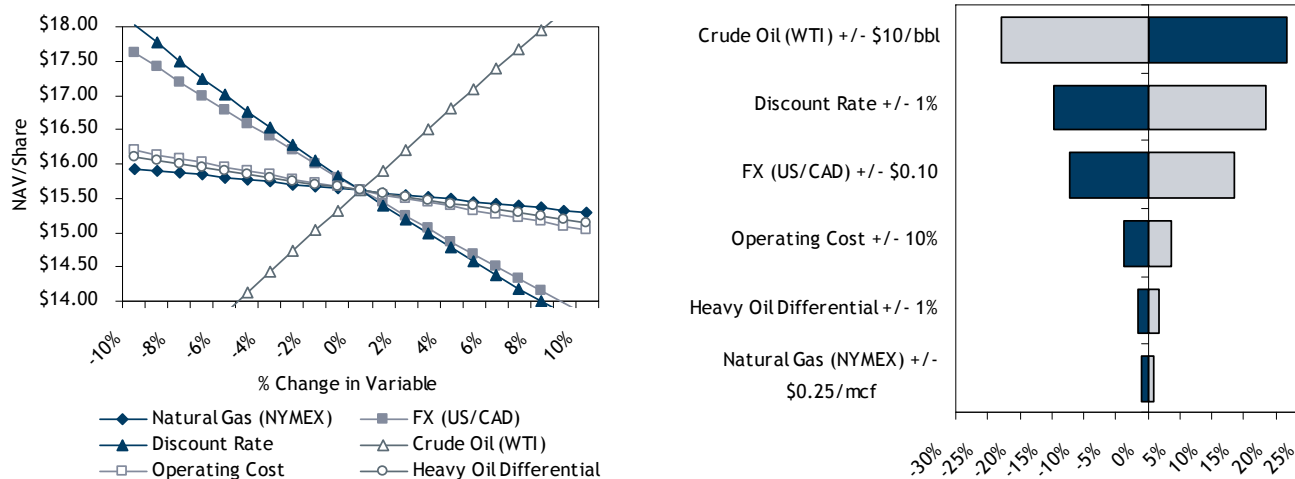 $18.00
$17.50
$17.00
$16.50
$16.00
$15.50
$15.00
$14.50
$14.00
NAV/Share
-10%
-8%
-6%
-4%
-2%
0%
2%
4%
6%
8%
10%
% Change in Variable
Natural Gas (NYMEX)
FX (US/CAD)
Discount Rate
Crude Oil (WTI)
Operating Cost
Heavy Oil Differential
Crude Oil (WTI) +/- $10/bbl
Discount Rate +/- 1%
FX (US/CAD) +/- $0.10
Operating Cost +/- 10%
Heavy Oil Differential +/- 1%
Natural Gas (NYMEX) +/-
$0.25/mcf
-30%
-25%
-20%
-15%
-10%
-5%
0%
5%
10%
15%
20%
25%